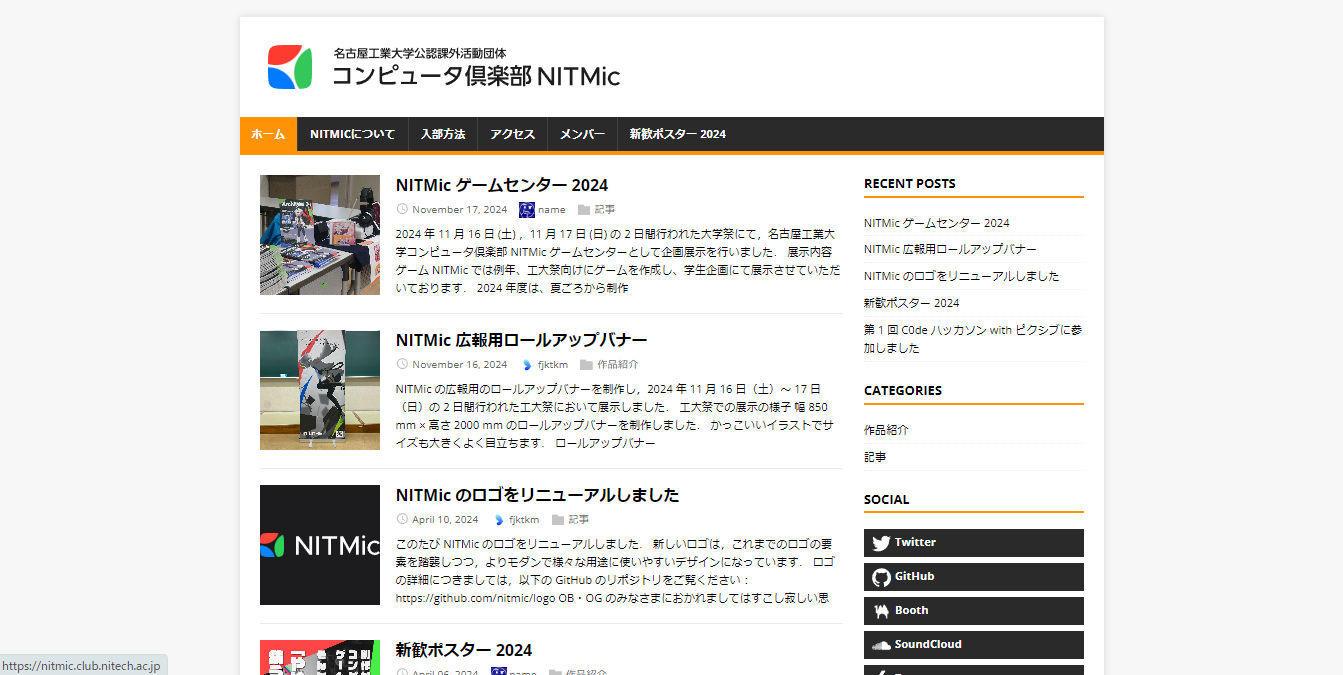 名古屋工業大学公認課外活動団体
コンピュータ倶楽部 NITMic
ホーム
NITMICについて
入部方法
アクセス
メンバー
新歓ポスター 2024
NITMic ゲームセンター 2024
November 17, 2024 name 記事
2024 年 11 月 16 日 (土) ，11 月 17 日 (日) の 2 日間行われた大学祭にて，名古屋工業大
学コンピュータ倶楽部 NITMic ゲームセンターとして企画展示を行いました． 展示内容
ゲーム NITMic では例年、工大祭向けにゲームを作成し、学生企画にて展示させていただ
いております． 2024 年度は、夏ごろから制作
NITMic 広報用ロールアップバナー
November 16, 2024 fjktkm 作品紹介
NITMic の広報用のロールアップバナーを制作し，2024 年 11 月 16 日（土）～ 17 日
（日）の 2 日間行われた工大祭において展示しました． 工大祭での展示の様子 幅 850
mm × 高さ 2000 mm のロールアップバナーを制作しました． かっこいいイラストでサ
イズも大きくよく目立ちます． ロールアップバナー
NITMic
NITMic のロゴをリニューアルしました
April 10, 2024 fjktkm 記事
このたび NITMic のロゴをリニューアルしました． 新しいロゴは，これまでのロゴの要
素を踏襲しつつ，よりモダンで様々な用途に使いやすいデザインになっています． ロゴ
の詳細につきましては，以下の GitHub のリポジトリをご覧ください：
https://github.com/nitmic/logo OB・OG のみなさまにおかれましてはすこし寂しい思
新歓ポスター 2024
April 06, 2024 name 作品紹介
RECENT POSTS
NITMic ゲームセンター 2024
NITMic 広報用ロールアップバナー
NITMic のロゴをリニューアルしました
新歓ポスター 2024
第 1 回 C0de ハッカソン with ピクシブに参
加しました
CATEGORIES
作品紹介
記事
SOCIAL
Twitter
GitHub
Booth
SoundCloud
https://nitmic.club.nitech.ac.jp